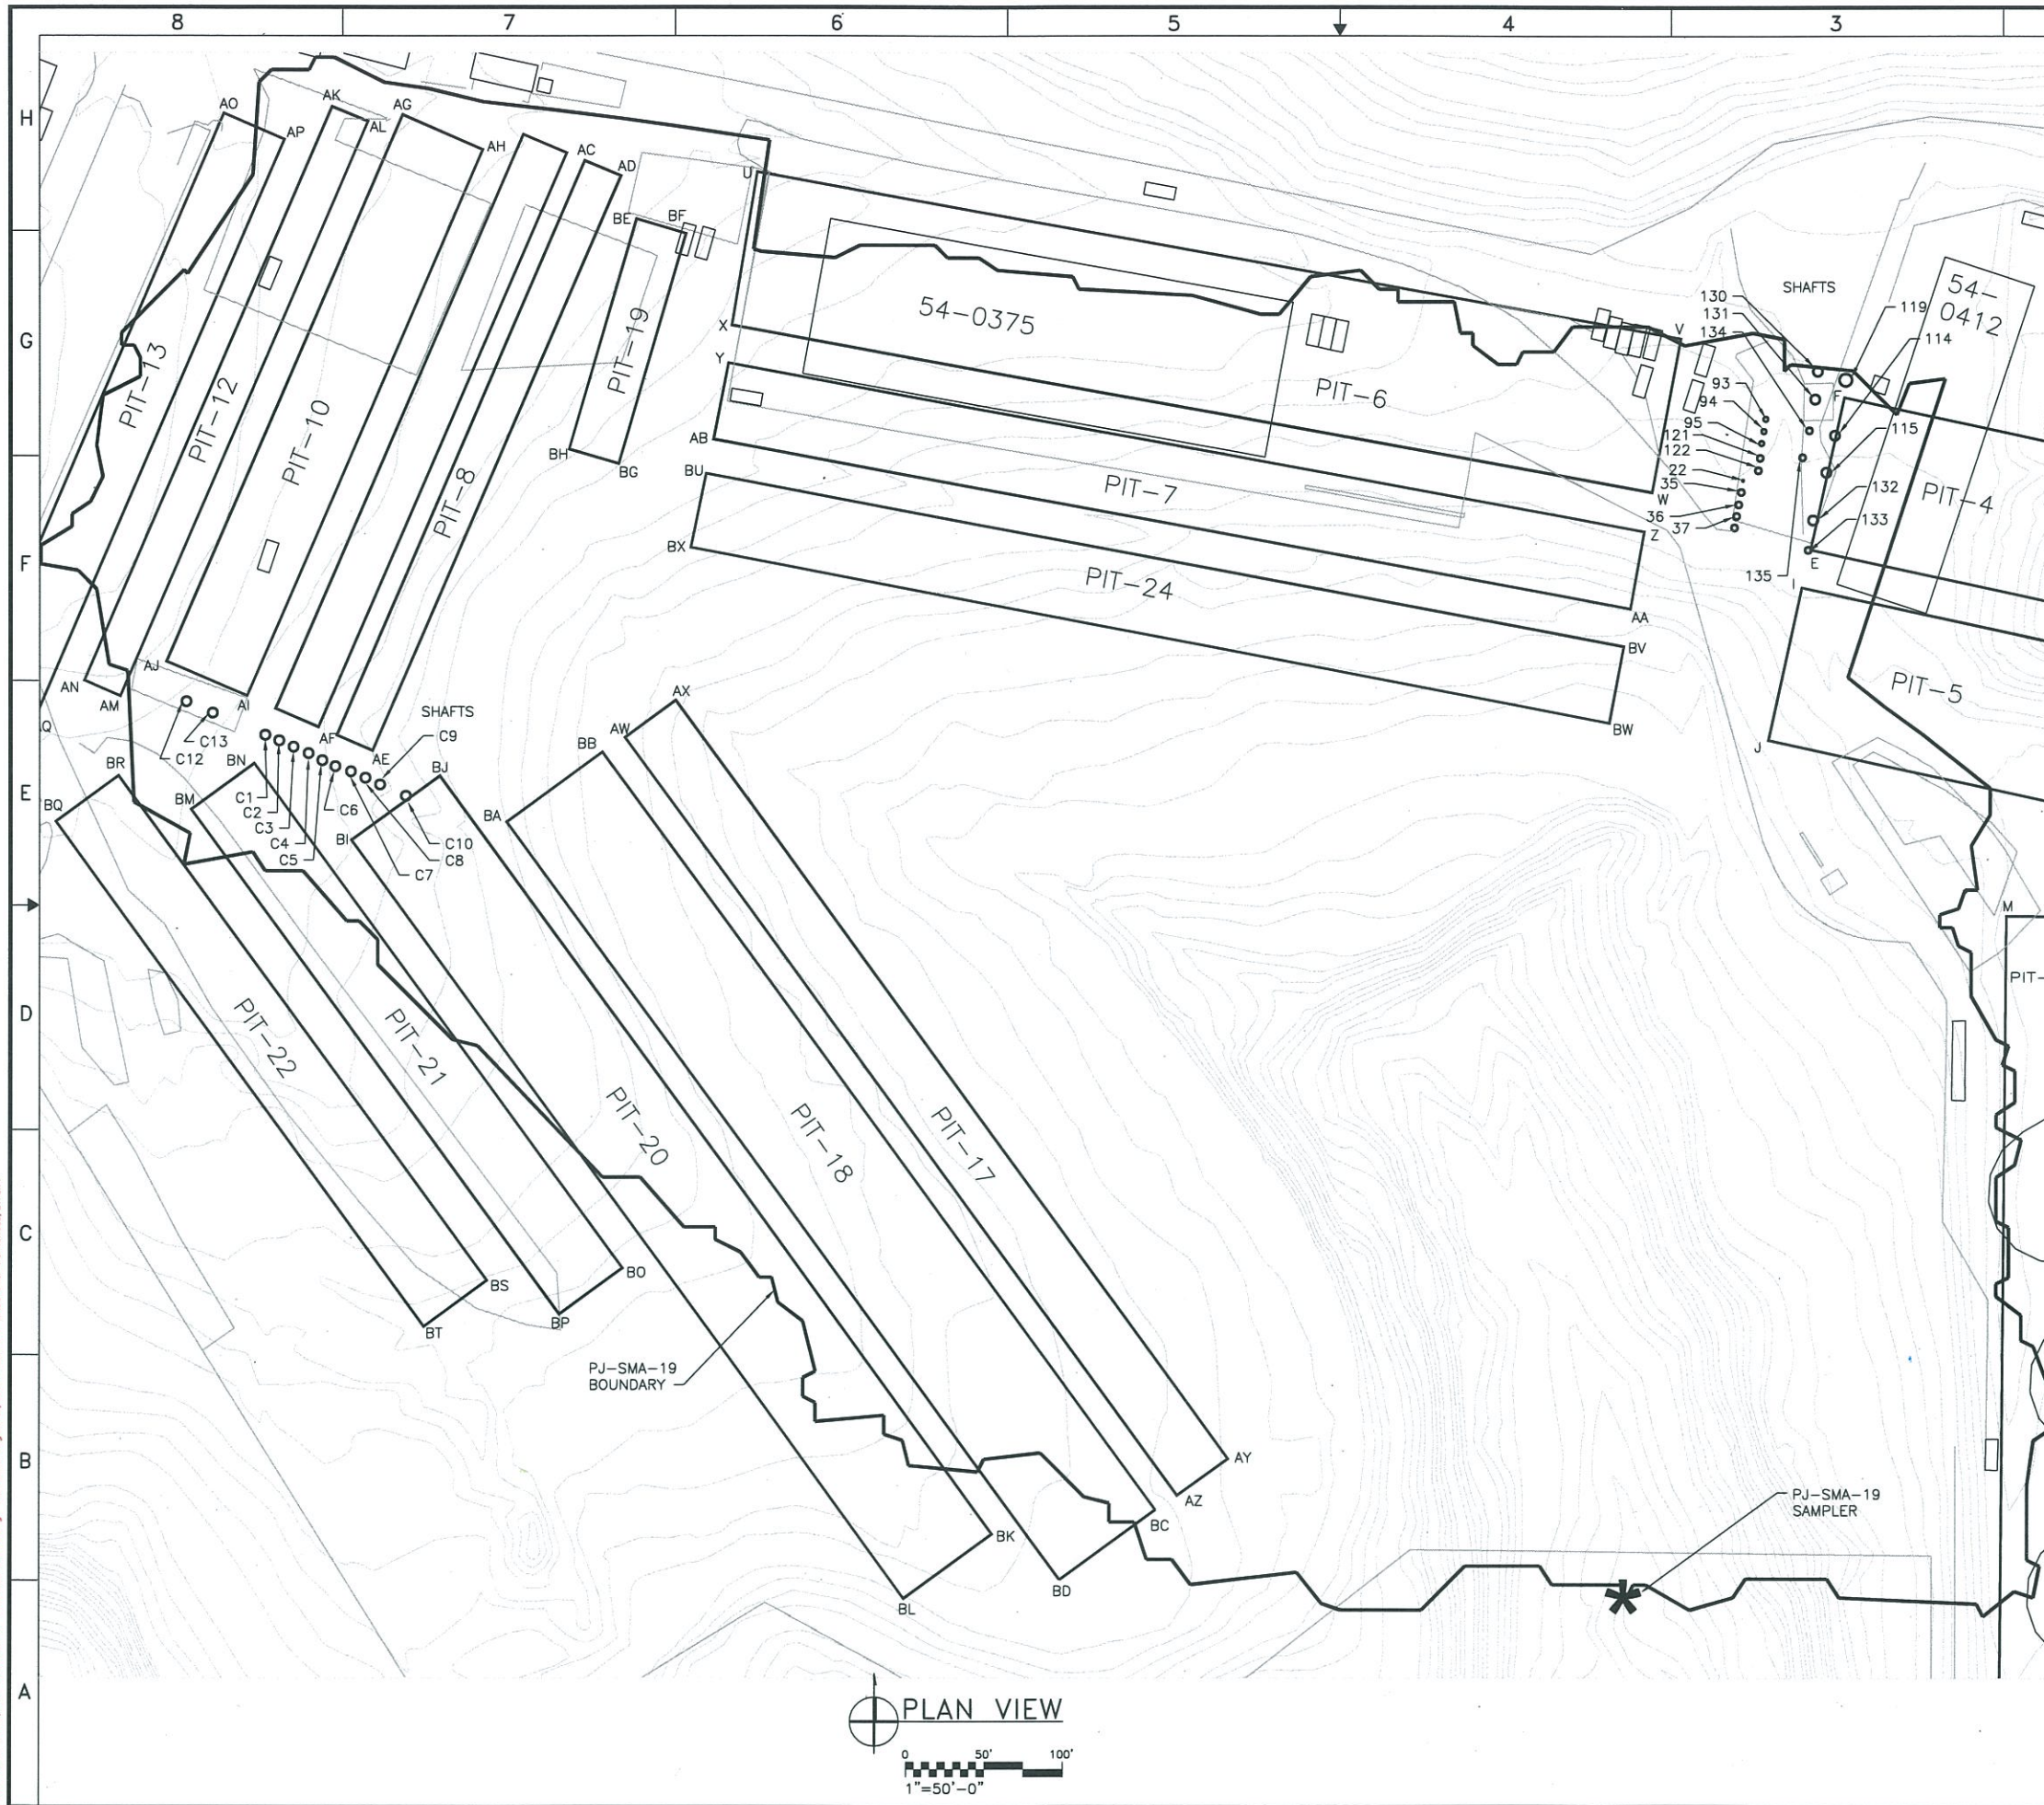 8
7
6
5
4
3
H
G
F
E
D
C
B
A
AO
AP
AK
AL
AG
AH
AC
AD
BE
BF
U
X
Y
AB
BU
BX
BH
BG
V
W
Z
AA
BV
BW
54-0375
PIT-6
PIT-7
PIT-24
PIT-19
PIT-13
PIT-12
PIT-10
PIT-8
SHAFTS
130
131
134
119
114
54-
0412
93
94
95
121
122
22
35
36
37
F
115
132
133
135
E
I
J
PIT-4
PIT-5
AJ
AN
AM
AI
AF
AE
Q
SHAFTS
C9
C13
C12
C1
C2
C3
C4
C5
C6
C7
C8
C10
BR
BQ
BN
BM
BJ
BI
AX
AW
BB
BA
M
PIT-
PIT-22
PIT-21
PIT-20
PIT-18
PIT-17
BO
BS
BP
BT
PJ-SMA-19
BOUNDARY
AY
AZ
BC
BK
BD
BL
PJ-SMA-19
SAMPLER
PLAN VIEW
0 50' 100'
1"=50'-0"